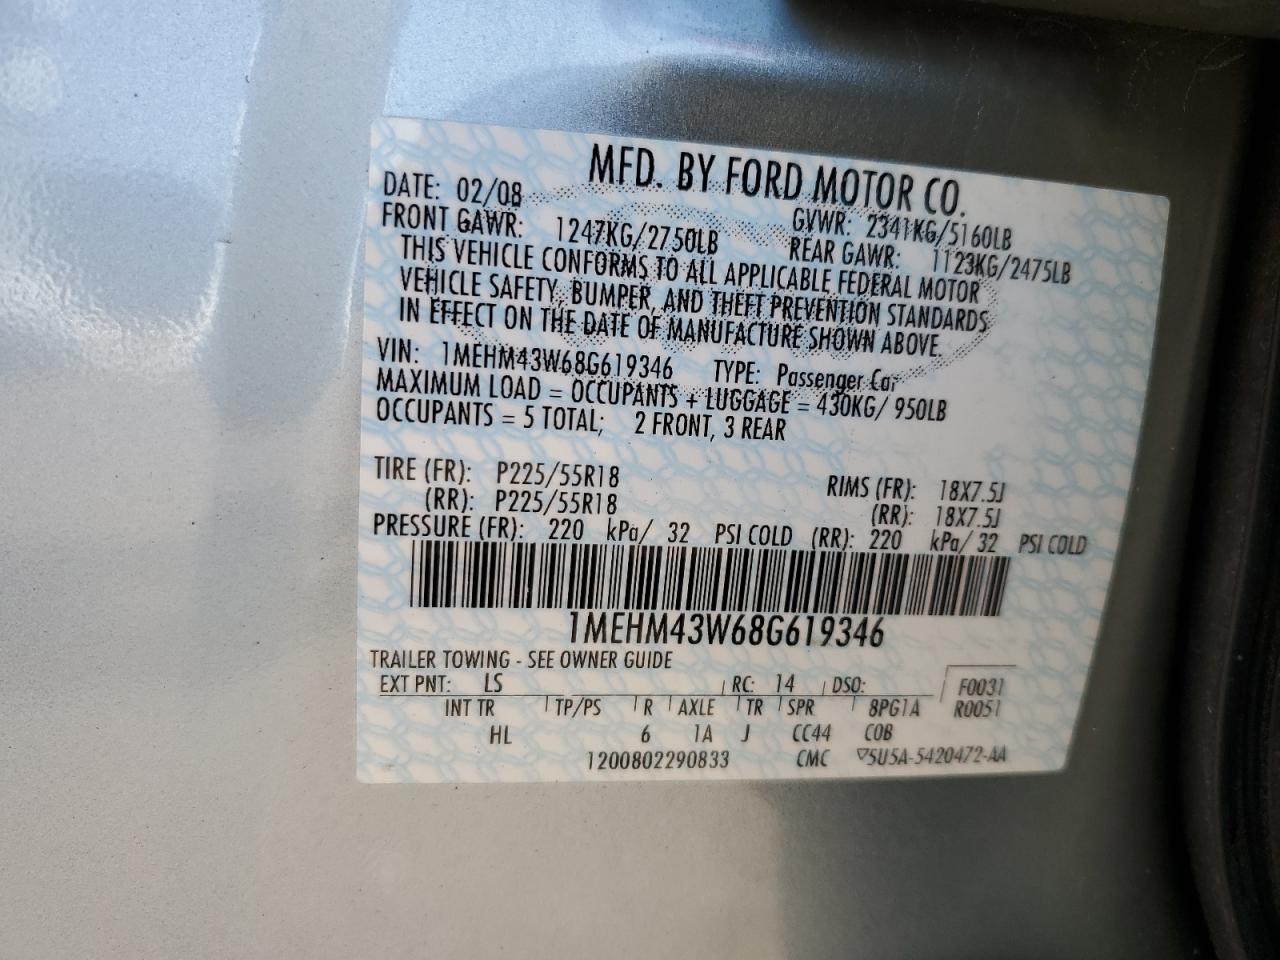 MFD. BY FORD MOTOR CO.
DATE: 02/08 GVWR: 2341KG/5160LB
FRONT GAWR: 1247KG/2750LB REAR GAWR: 1123KG/2475LB
THIS VEHICLE CONFORMS TO ALL APPLICABLE FEDERAL MOTOR
VEHICLE SAFETY, BUMPER, AND THEFT PREVENTION STANDARDS
IN EFFECT ON THE DATE OF MANUFACTURE SHOWN ABOVE.
VIN: 1MEHM43W68G619346 TYPE: Passenger Car
MAXIMUM LOAD = OCCUPANTS + LUGGAGE = 430KG/ 950LB
OCCUPANTS = 5 TOTAL; 2 FRONT, 3 REAR
TIRE (FR): P225/55R18 RIMS (FR): 18X7.5J
(RR): P225/55R18 (RR): 18X7.5J
PRESSURE (FR): 220 kPa/ 32 PSI COLD (RR): 220 kPa/ 32 PSI COLD
1MEHM43W68G619346
TRAILER TOWING - SEE OWNER GUIDE
EXT PNT: LS RC: 14 DSO: F0031
INT TR TP/PS R AXLE TR SPR 8PG1A R0051
HL 6 1A J CC44 COB
1200802290833 CMC ▽5U5A-5420472-AA